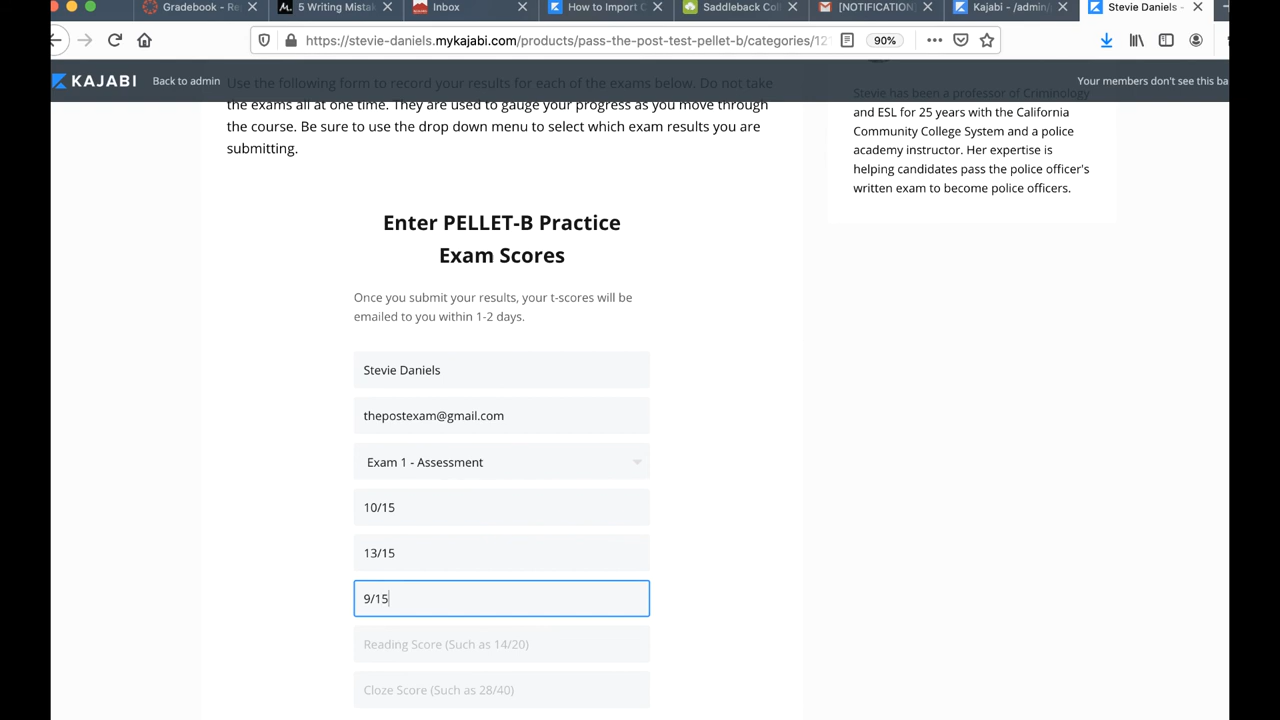 Gradebook - Re
5 Writing Mistak
Inbox
How to Import C
Saddleback Coll
[NOTIFICATION]
Kajabi - /admin/
Stevie Daniels -
https://stevie-daniels.mykajabi.com/products/pass-the-post-test-pellet-b/categories/121
90%
KAJABI
Back to admin
Your members don't see this ba
Use the following form to record your results for each of the exams below. Do not take
the exams all at one time. They are used to gauge your progress as you move through
the course. Be sure to use the drop down menu to select which exam results you are
submitting.
Stevie has been a professor of Criminology
and ESL for 25 years with the California
Community College System and a police
academy instructor. Her expertise is
helping candidates pass the police officer's
written exam to become police officers.
Enter PELLET-B Practice
Exam Scores
Once you submit your results, your t-scores will be
emailed to you within 1-2 days.
Stevie Daniels
thepostexam@gmail.com
Exam 1 - Assessment
10/15
13/15
9/15
Reading Score (Such as 14/20)
Cloze Score (Such as 28/40)